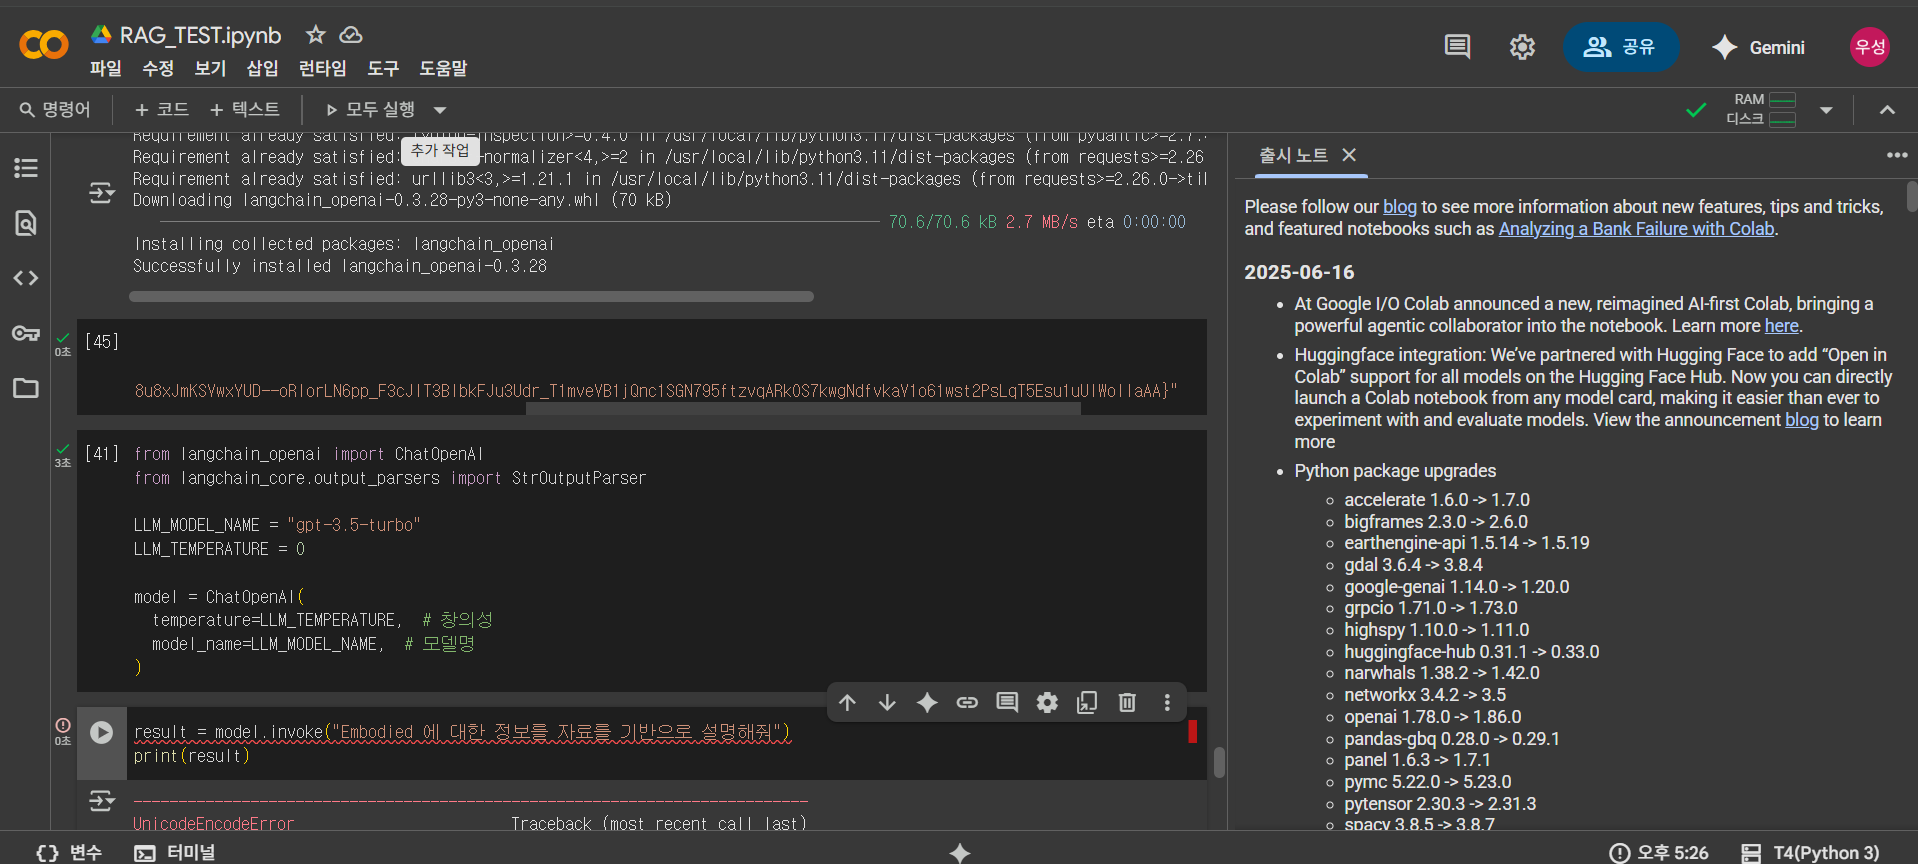 RAG_TEST.ipynb
파일 수정 보기 삽입 런타임 도구 도움말
공유
Gemini
우성
명령어
+ 코드 + 텍스트
모두 실행
RAM
디스크
추가 작업
Requirement already satisfied: typing-inspection>=0.4.0 in /usr/local/lib/python3.11/dist-packages (from pydantic>=2.7.
-normalizer<4,>=2 in /usr/local/lib/python3.11/dist-packages (from requests>=2.26
Requirement already satisfied: urllib3<3,>=1.21.1 in /usr/local/lib/python3.11/dist-packages (from requests>=2.26.0->til
Downloading langchain_openai-0.3.28-py3-none-any.whl (70 kB)
70.6/70.6 kB 2.7 MB/s eta 0:00:00
Installing collected packages: langchain_openai
Successfully installed langchain_openai-0.3.28
[45]
0초
[41] from langchain_openai import ChatOpenAI
3초
from langchain_core.output_parsers import StrOutputParser
LLM_MODEL_NAME = "gpt-3.5-turbo"
LLM_TEMPERATURE = 0
model = ChatOpenAI(
temperature=LLM_TEMPERATURE, # 창의성
model_name=LLM_MODEL_NAME, # 모델명
)
0초
result = model.invoke("Embodied 에 대한 정보를 자료를 기반으로 설명해줘")
print(result)
---------------------------------------------------------------------------
UnicodeEncodeError Traceback (most recent call last)
출시 노트
Please follow our blog to see more information about new features, tips and tricks,
and featured notebooks such as Analyzing a Bank Failure with Colab.
2025-06-16
• At Google I/O Colab announced a new, reimagined AI-first Colab, bringing a
powerful agentic collaborator into the notebook. Learn more here.
• Huggingface integration: We’ve partnered with Hugging Face to add “Open in
Colab” support for all models on the Hugging Face Hub. Now you can directly
launch a Colab notebook from any model card, making it easier than ever to
experiment with and evaluate models. View the announcement blog to learn
more
• Python package upgrades
accelerate 1.6.0 -> 1.7.0
bigframes 2.3.0 -> 2.6.0
earthengine-api 1.5.14 -> 1.5.19
gdal 3.6.4 -> 3.8.4
google-genai 1.14.0 -> 1.20.0
grpcio 1.71.0 -> 1.73.0
highspy 1.10.0 -> 1.11.0
huggingface-hub 0.31.1 -> 0.33.0
narwhals 1.38.2 -> 1.42.0
networkx 3.4.2 -> 3.5
openai 1.78.0 -> 1.86.0
pandas-gbq 0.28.0 -> 0.29.1
panel 1.6.3 -> 1.7.1
pymc 5.22.0 -> 5.23.0
pytensor 2.30.3 -> 2.31.3
spacy 3.8.5 -> 3.8.7
변수
터미널
오후 5:26
T4(Python 3)